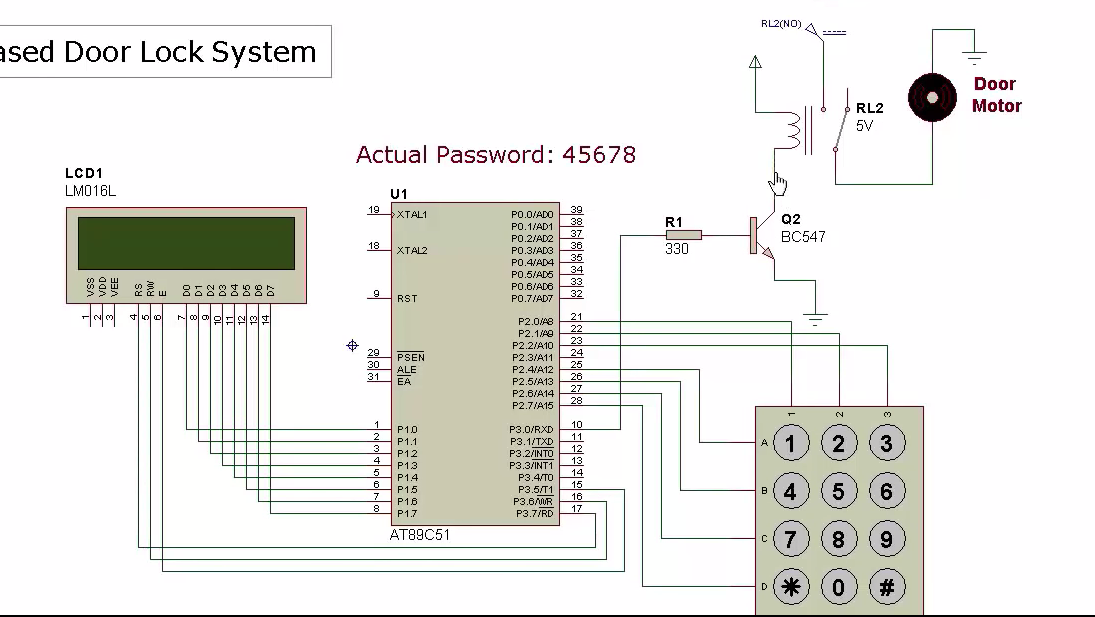 ased Door Lock System
RL2(NO)
Door
Motor
RL2
5V
Actual Password: 45678
LCD1
LM016L
VSS
VDD
VEE
RS
RW
E
D0
D1
D2
D3
D4
D5
D6
D7
1
2
3
4
5
6
7
8
9
10
11
12
13
14
U1
19 XTAL1
18 XTAL2
9 RST
29 PSEN
30 ALE
31 EA
1 P1.0
2 P1.1
3 P1.2
4 P1.3
5 P1.4
6 P1.5
7 P1.6
8 P1.7
P0.0/AD0 39
P0.1/AD1 38
P0.2/AD2 37
P0.3/AD3 36
P0.4/AD4 35
P0.5/AD5 34
P0.6/AD6 33
P0.7/AD7 32
P2.0/A8 21
P2.1/A9 22
P2.2/A10 23
P2.3/A11 24
P2.4/A12 25
P2.5/A13 26
P2.6/A14 27
P2.7/A15 28
P3.0/RXD 10
P3.1/TXD 11
P3.2/INT0 12
P3.3/INT1 13
P3.4/T0 14
P3.5/T1 15
P3.6/WR 16
P3.7/RD 17
AT89C51
R1
330
Q2
BC547
1 2 3
A 1 2 3
B 4 5 6
C 7 8 9
D * 0 #